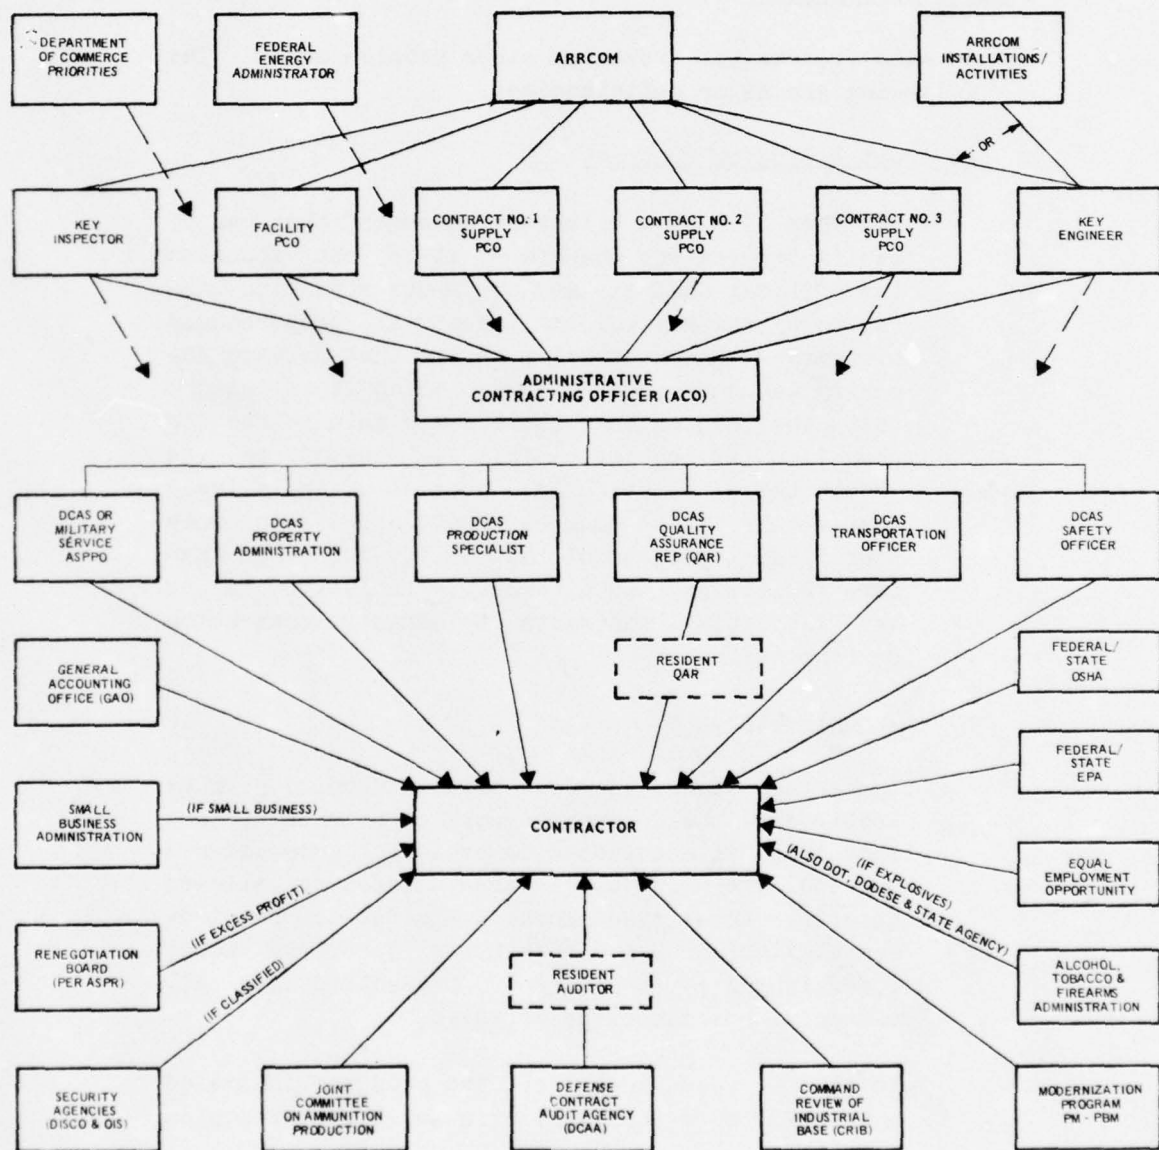 DEPARTMENT
OF COMMERCE
PRIORITIES
FEDERAL
ENERGY
ADMINISTRATOR
ARRCOM
ARRCOM
INSTALLATIONS/
ACTIVITIES
OR
KEY
INSPECTOR
FACILITY
PCO
CONTRACT NO. 1
SUPPLY
PCO
CONTRACT NO. 2
SUPPLY
PCO
CONTRACT NO. 3
SUPPLY
PCO
KEY
ENGINEER
ADMINISTRATIVE
CONTRACTING OFFICER (ACO)
DCAS OR
MILITARY
SERVICE
ASPPO
DCAS
PROPERTY
ADMINISTRATION
DCAS
PRODUCTION
SPECIALIST
DCAS
QUALITY
ASSURANCE
REP (QAR)
DCAS
TRANSPORTATION
OFFICER
DCAS
SAFETY
OFFICER
GENERAL
ACCOUNTING
OFFICE (GAO)
RESIDENT
QAR
FEDERAL/
STATE
OSHA
FEDERAL/
STATE
EPA
SMALL
BUSINESS
ADMINISTRATION
(IF SMALL BUSINESS)
CONTRACTOR
EQUAL
EMPLOYMENT
OPPORTUNITY
(IF EXPLOSIVES)
(ALSO DOT, DODESE & STATE AGENCY)
RENEGOTIATION
BOARD
(PER ASPR)
(IF EXCESS PROFIT)
(IF CLASSIFIED)
RESIDENT
AUDITOR
ALCOHOL,
TOBACCO &
FIREARMS
ADMINISTRATION
SECURITY
AGENCIES
(DISCO & OIS)
JOINT
COMMITTEE
ON AMMUNITION
PRODUCTION
DEFENSE
CONTRACT
AUDIT AGENCY
(DCAA)
COMMAND
REVIEW OF
INDUSTRIAL
BASE (CRIB)
MODERNIZATION
PROGRAM
PM - PBM